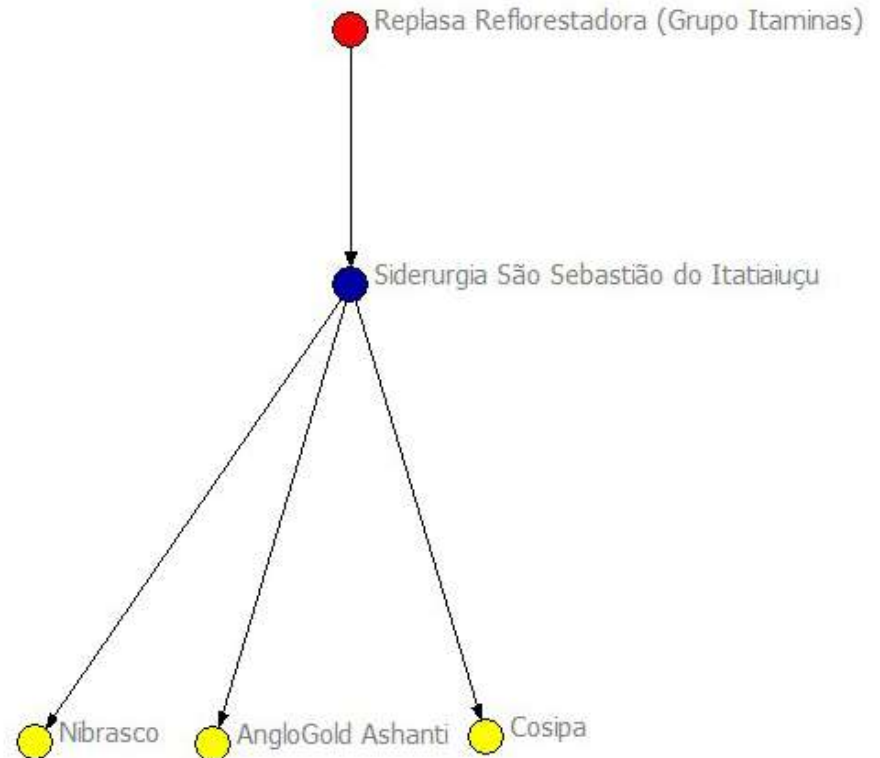 Replasa Reflorestadora (Grupo Itaminas)
Siderurgia São Sebastião do Itatiaiuçu
Nibrasco
AngloGold Ashanti
Cosipa